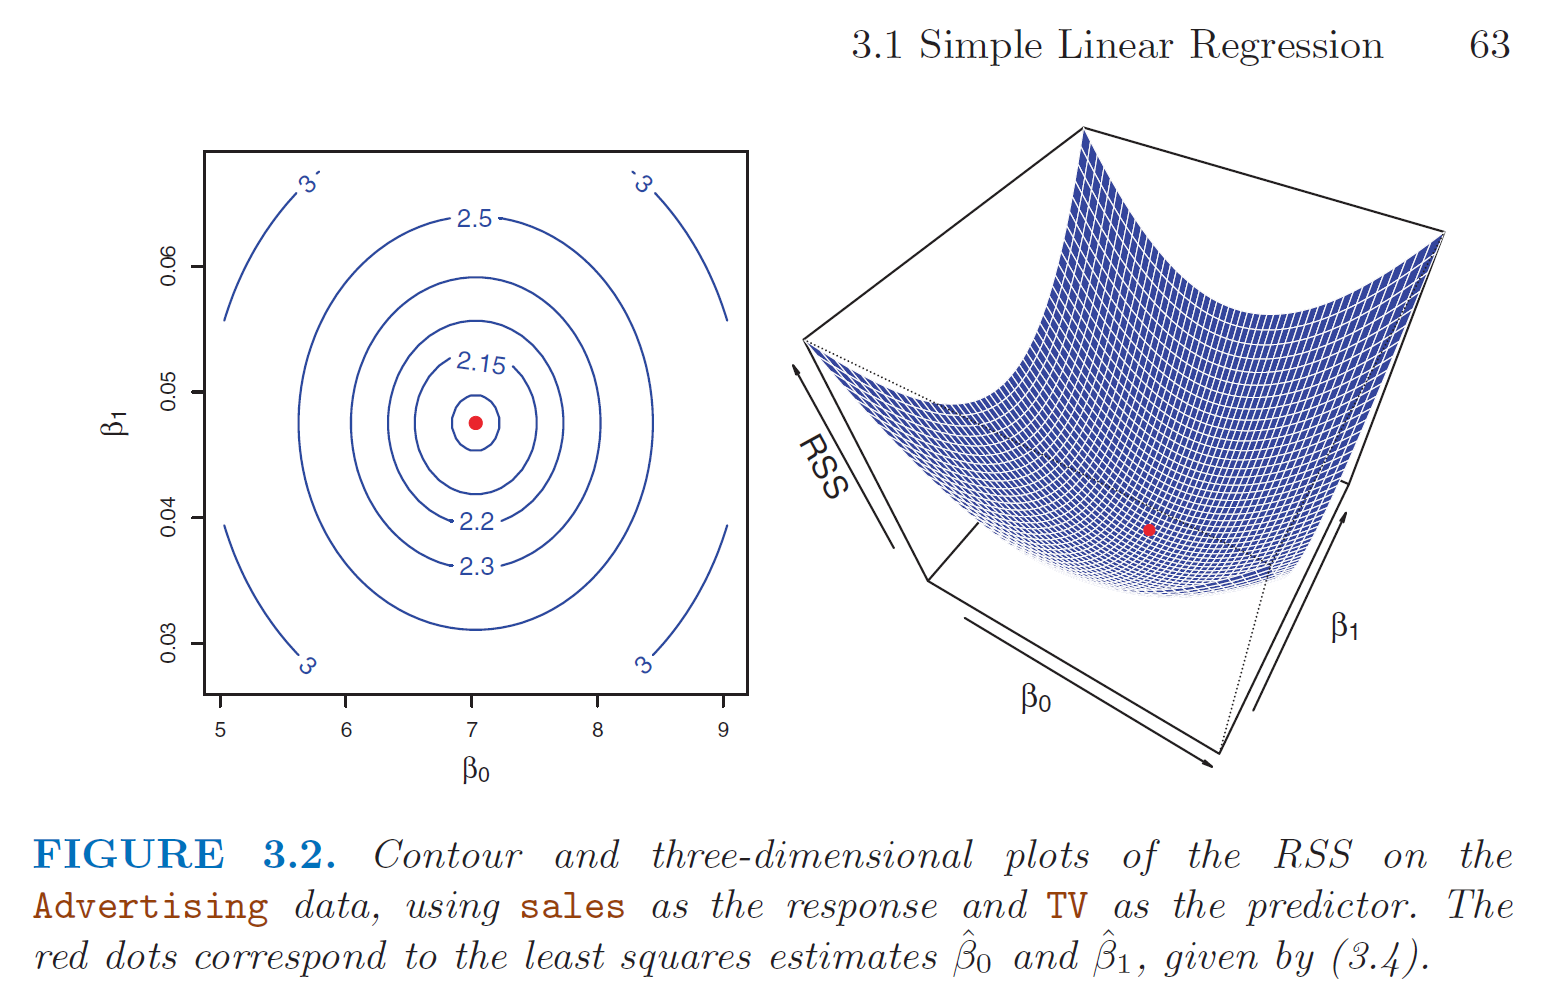 3.1 Simple Linear Regression 63
3 3
2.5
2.15
2.2
2.3
3 3
0.06
0.05
0.04
0.03
β1
5 6 7 8 9
β0
RSS
β1
β0
FIGURE 3.2. Contour and three-dimensional plots of the RSS on the
Advertising data, using sales as the response and TV as the predictor. The
red dots correspond to the least squares estimates β̂0 and β̂1, given by (3.4).